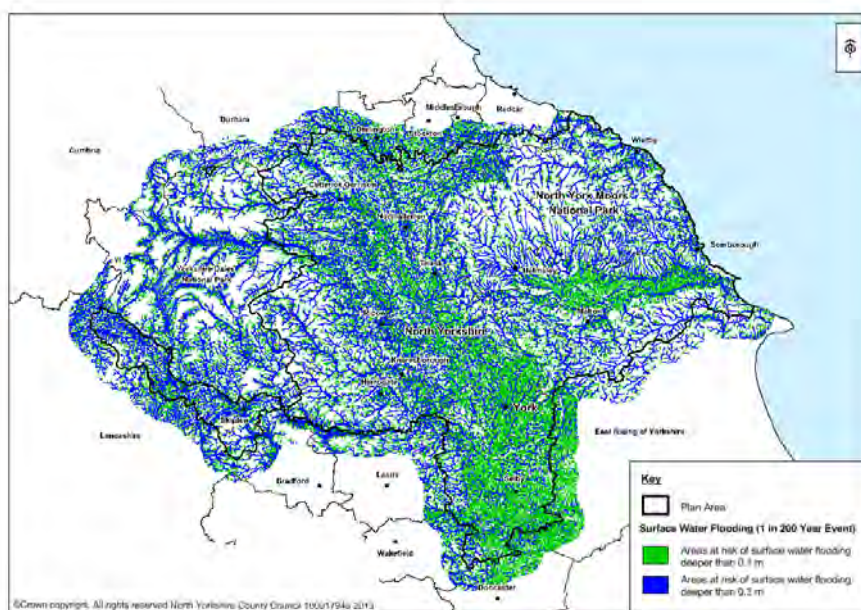 Middlesbrough
Redcar
Durham
Darlington
Stockton
Cumbria
Whitby
Catterick Garrison
North York Moors
National Park
Northallerton
Scarborough
Thirsk
Helmsley
Yorkshire Dales
National Park
Malton
Ripon
North Yorkshire
Knaresborough
Harrogate
York
Skipton
Lancashire
East Riding of Yorkshire
Bradford
Leeds
Selby
Wakefield
Doncaster
Key
Plan Area
Surface Water Flooding (1 in 200 Year Event)
Areas at risk of surface water flooding
deeper than 0.1 m
Areas at risk of surface water flooding
deeper than 0.3 m
©Crown copyright. All rights reserved North Yorkshire County Council 2013